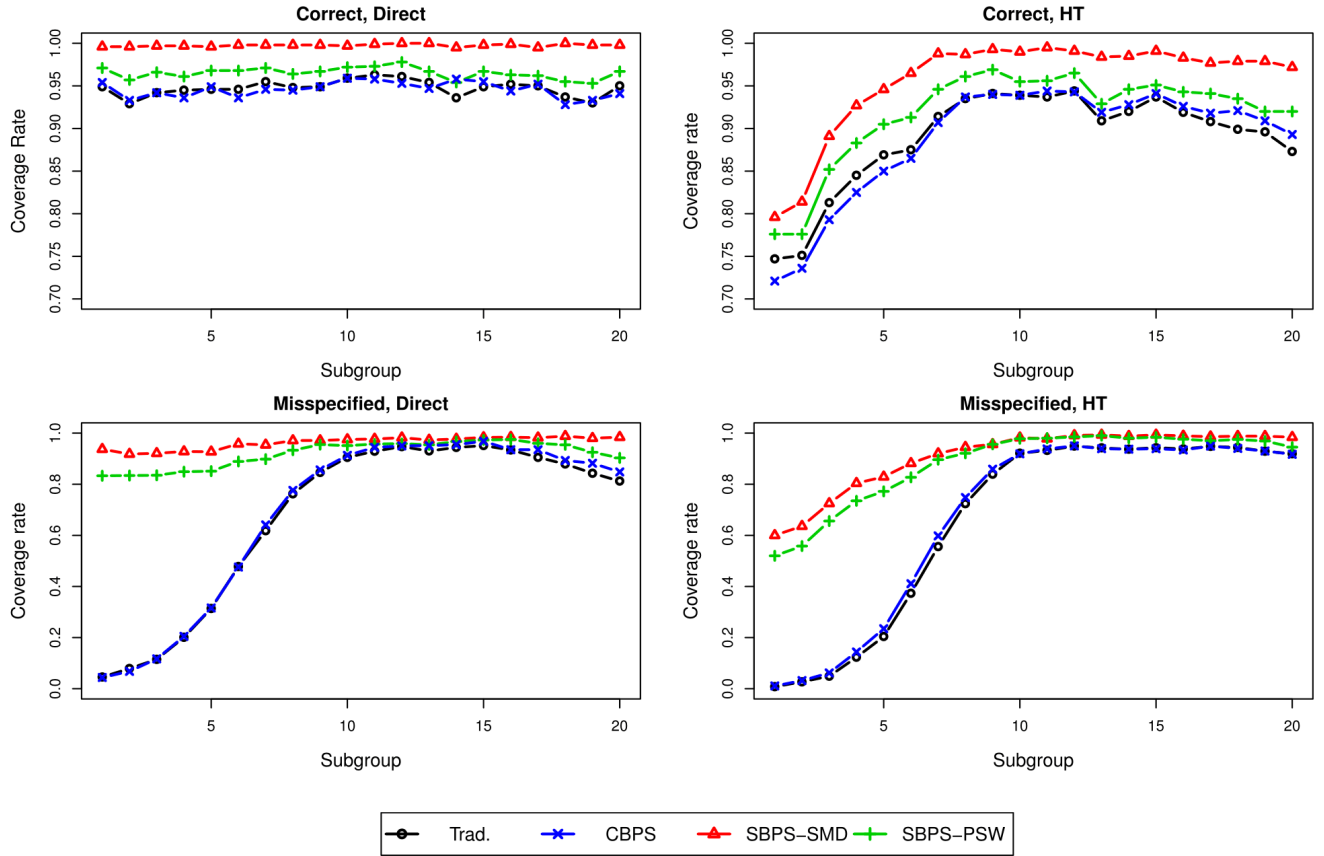 Correct, Direct
Coverage Rate
1.00
0.95
0.90
0.85
0.80
0.75
0.70
5 10 15 20
Subgroup
Correct, HT
Coverage rate
1.00
0.95
0.90
0.85
0.80
0.75
0.70
5 10 15 20
Subgroup
Misspecified, Direct
Coverage rate
1.0
0.8
0.6
0.4
0.2
0.0
5 10 15 20
Subgroup
Misspecified, HT
Coverage rate
1.0
0.8
0.6
0.4
0.2
0.0
5 10 15 20
Subgroup
Trad. CBPS SBPS−SMD SBPS−PSW